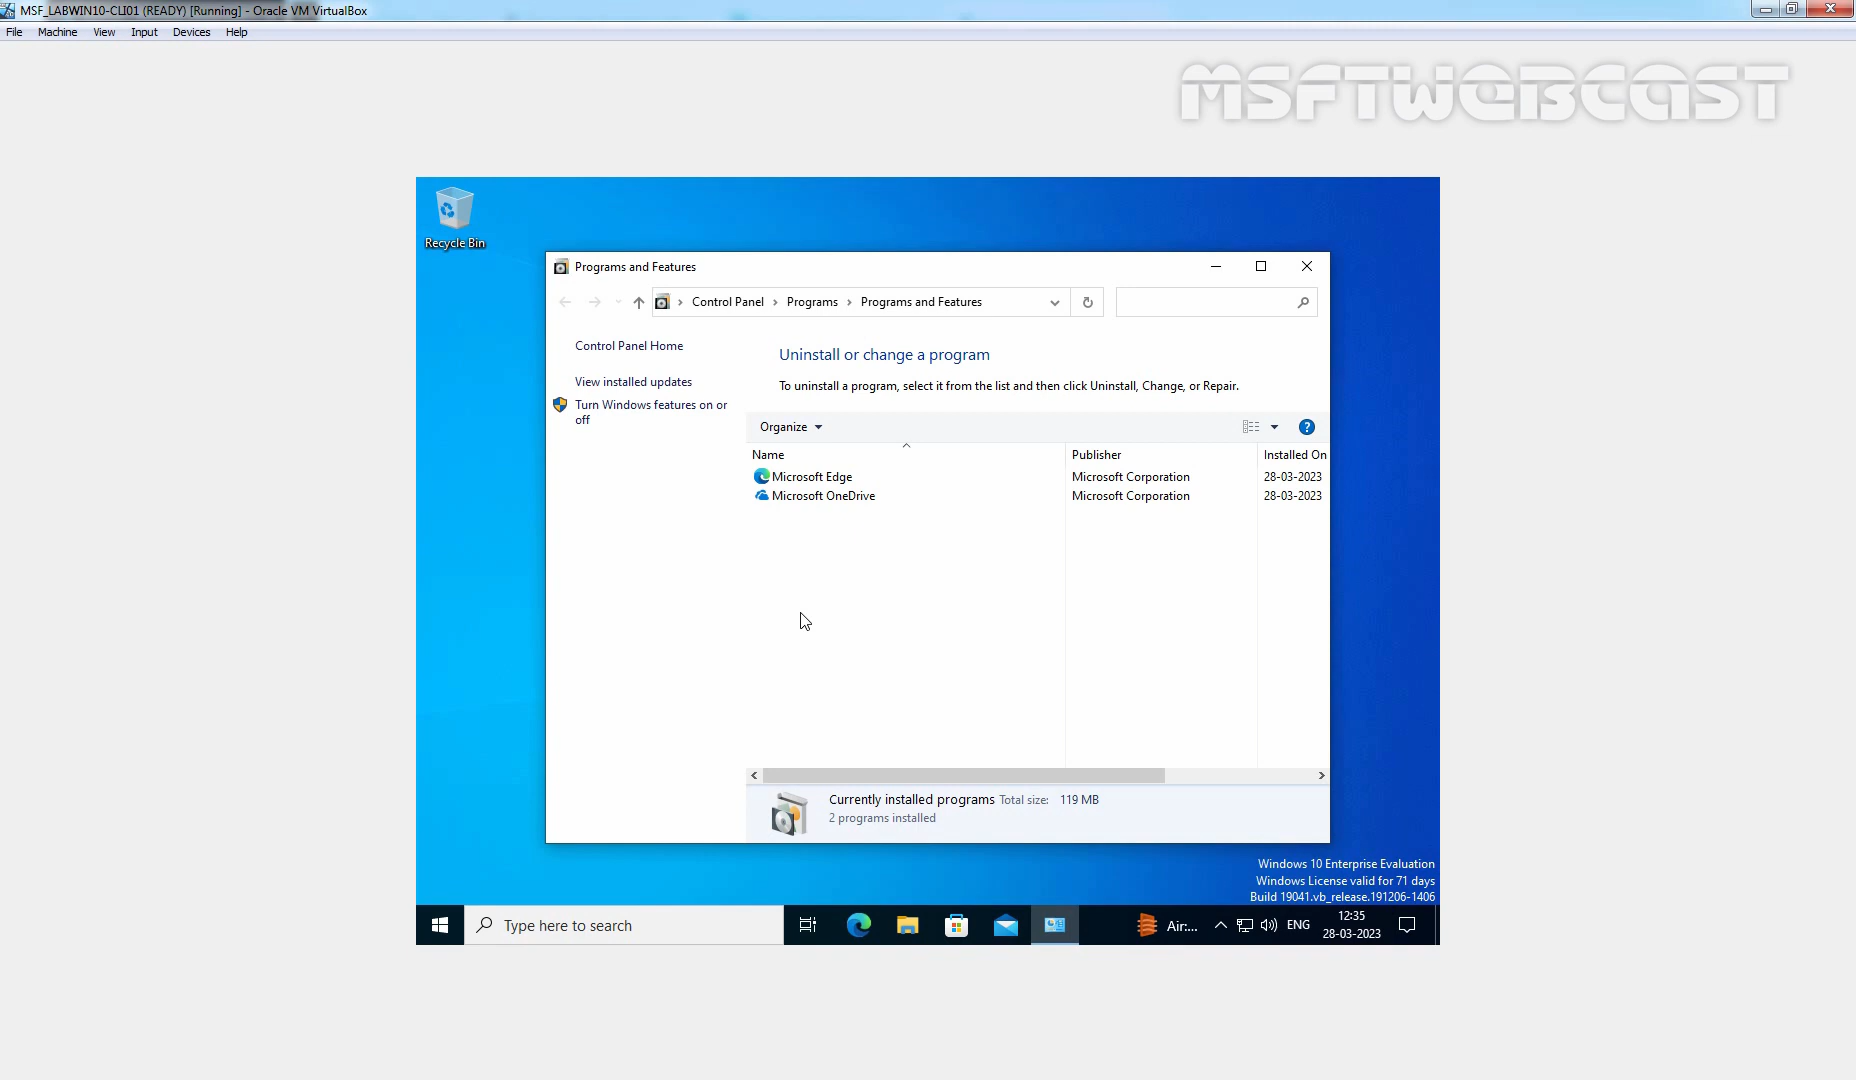 MSF_LABWIN10-CLI01 (READY) [Running] - Oracle VM VirtualBox
File Machine View Input Devices Help
MSFTWEBCAST
Recycle Bin
Programs and Features
Control Panel Programs Programs and Features
Control Panel Home
View installed updates
Turn Windows features on or
off
Uninstall or change a program
To uninstall a program, select it from the list and then click Uninstall, Change, or Repair.
Organize
Name Publisher Installed On
Microsoft Edge Microsoft Corporation 28-03-2023
Microsoft OneDrive Microsoft Corporation 28-03-2023
Currently installed programs Total size: 119 MB
2 programs installed
Windows 10 Enterprise Evaluation
Windows License valid for 71 days
Build 19041.vb_release.191206-1406
Type here to search
Air:...
ENG
12:35
28-03-2023